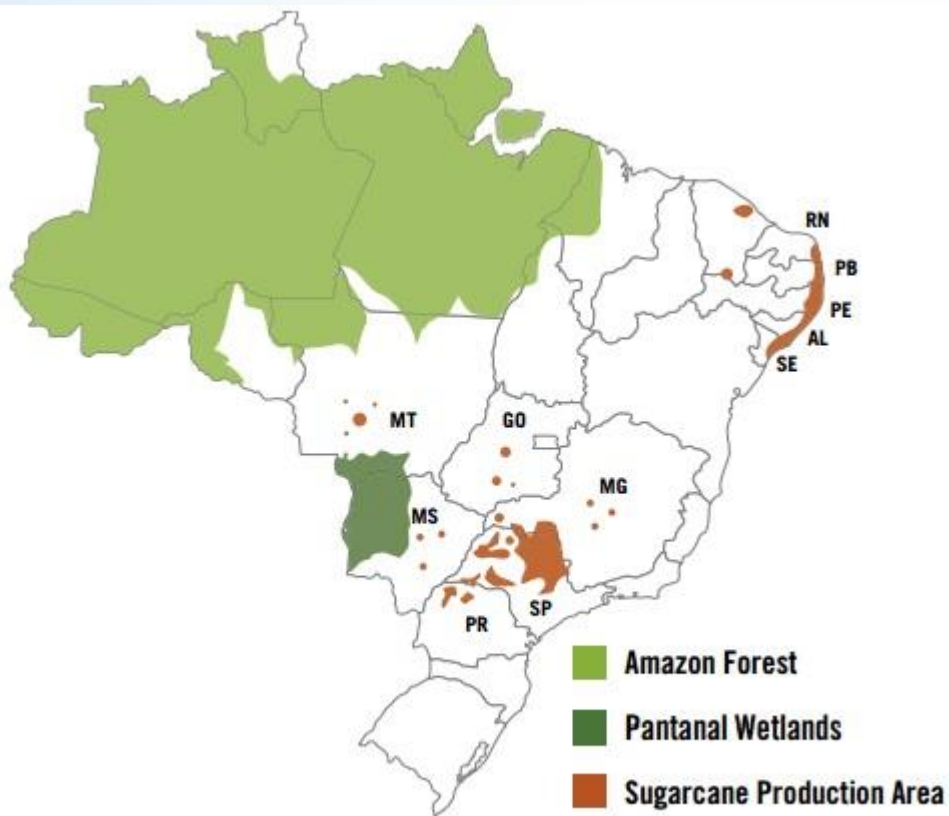 RN
PB
PE
AL
SE
MT
GO
MG
MS
SP
PR
Amazon Forest
Pantanal Wetlands
Sugarcane Production Area